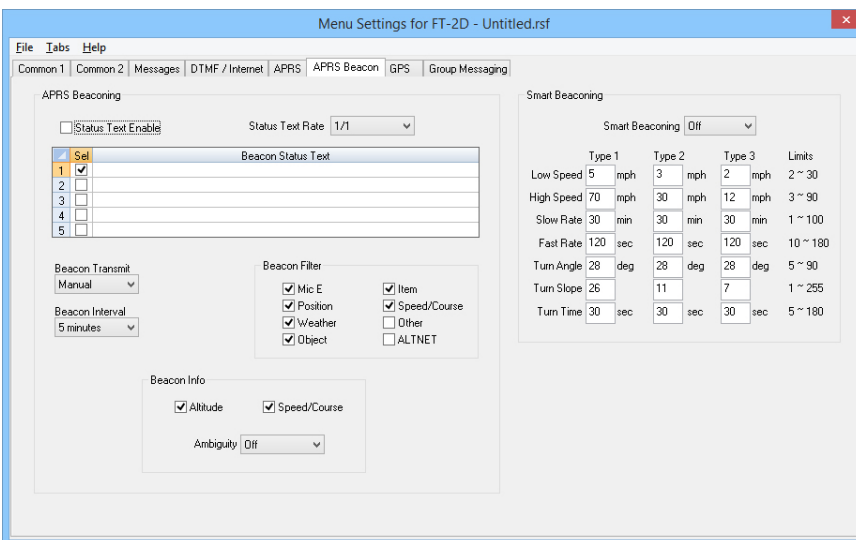 Menu Settings for FT-2D - Untitled.rsf
File Tabs Help
Common 1 Common 2 Messages DTMF / Internet APRS APRS Beacon GPS Group Messaging
APRS Beaconing
Status Text Enable Status Text Rate 1/1
Sel Beacon Status Text
1
2
3
4
5
Beacon Transmit
Manual
Beacon Interval
5 minutes
Beacon Filter
Mic E Item
Position Speed/Course
Weather Other
Object ALTNET
Beacon Info
Altitude Speed/Course
Ambiguity Off
Smart Beaconing
Smart Beaconing Off
Type 1 Type 2 Type 3 Limits
Low Speed 5 mph 3 mph 2 mph 2 ~ 30
High Speed 70 mph 30 mph 12 mph 3 ~ 90
Slow Rate 30 min 30 min 30 min 1 ~ 100
Fast Rate 120 sec 120 sec 120 sec 10 ~ 180
Turn Angle 28 deg 28 deg 28 deg 5 ~ 90
Turn Slope 26 11 7 1 ~ 255
Turn Time 30 sec 30 sec 30 sec 5 ~ 180